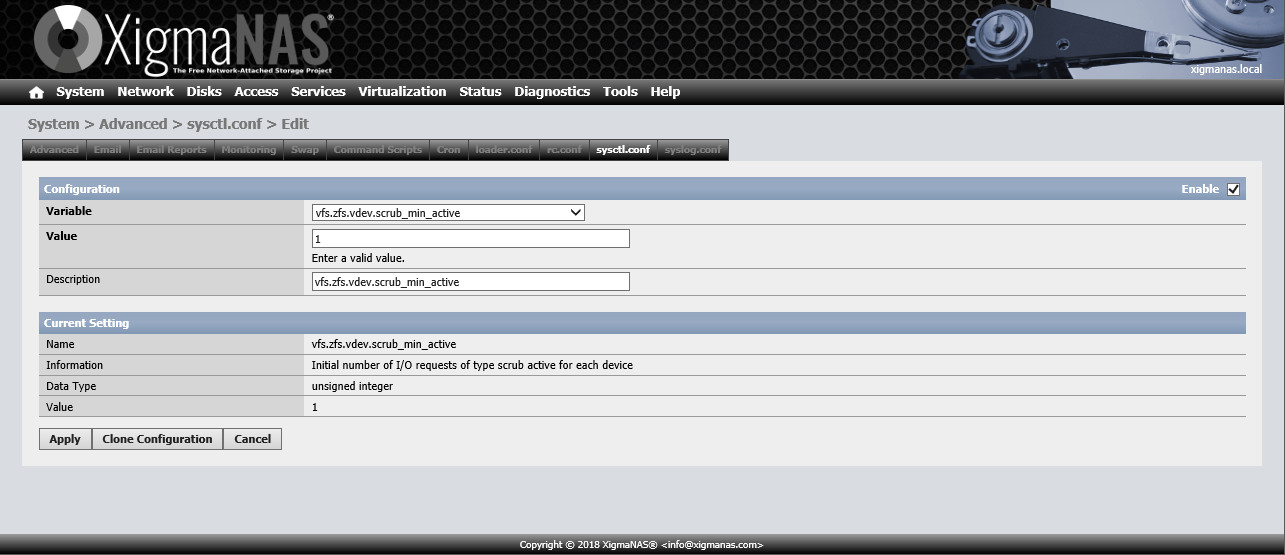 XigmaNAS®
The Free Network-Attached Storage Project
xigmanas.local
System Network Disks Access Services Virtualization Status Diagnostics Tools Help
System > Advanced > sysctl.conf > Edit
Advanced Email Email Reports Monitoring Swap Command Scripts Cron loader.conf rc.conf sysctl.conf syslog.conf
Configuration Enable
Variable vfs.zfs.vdev.scrub_min_active
Value 1
Enter a valid value.
Description vfs.zfs.vdev.scrub_min_active
Current Setting
Name vfs.zfs.vdev.scrub_min_active
Information Initial number of I/O requests of type scrub active for each device
Data Type unsigned integer
Value 1
Apply Clone Configuration Cancel
Copyright © 2018 XigmaNAS® <info@xigmanas.com>